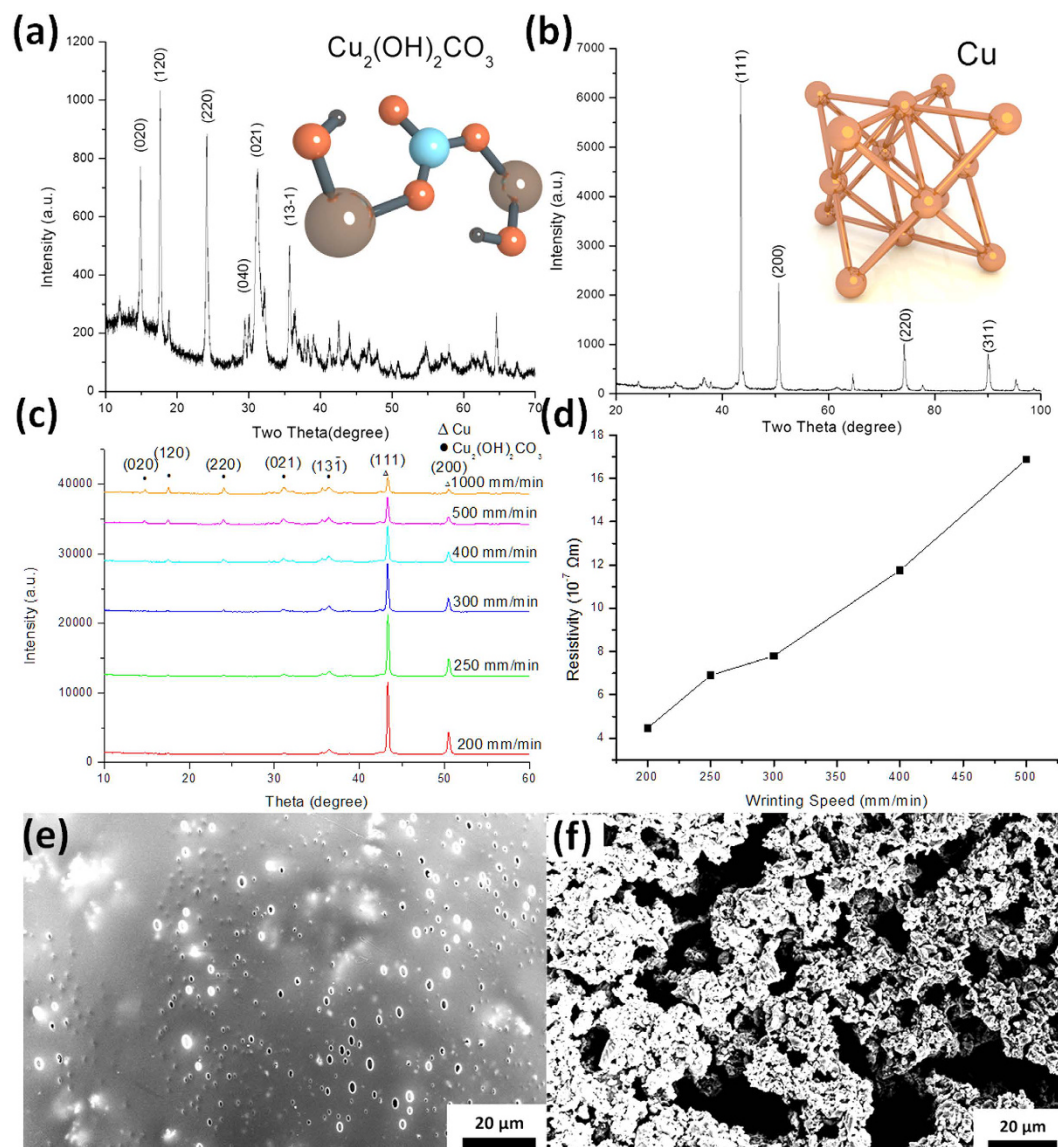 (a)
Cu₂(OH)₂CO₃
1200
1000
800
600
400
200
0
Intensity (a.u.)
(020)
(120)
(220)
(040)
(021)
(13-1)
10 20 30 40 50 60 70
Two Theta(degree)
(b)
Cu
7000
6000
5000
4000
3000
2000
1000
0
Intensity (a.u.)
(111)
(200)
(220)
(311)
20 40 60 80 100
Two Theta (degree)
(c)
△ Cu
● Cu₂(OH)₂CO₃
(020) (120) (220) (021) (131̄) (111) (200)
40000
30000
20000
10000
0
Intensity (a.u.)
1000 mm/min
500 mm/min
400 mm/min
300 mm/min
250 mm/min
200 mm/min
10 20 30 40 50 60
Theta (degree)
(d)
18
16
14
12
10
8
6
4
Resistivity (10⁻⁷ Ωm)
200 250 300 350 400 450 500
Wrinting Speed (mm/min)
(e)
20 μm
(f)
20 μm